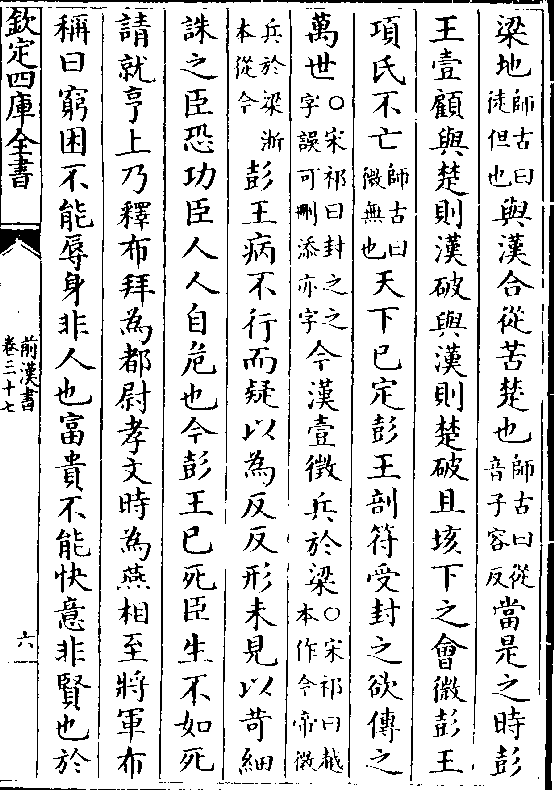 梁地師古曰徒但也與漢合從苦楚也師古曰從音子容反當是之時彭
王壹顧與楚則漢破與漢則楚破且垓下之會微彭王
項氏不亡師古曰微無也天下已定彭王剖符受封之欲傳之
萬世○宋祁曰封之之字誤可刪添亦字今漢壹徵兵於梁○宋祁曰越本作今帝徵
兵於梁浙本從今彭王病不行而疑以為反反形未見以苛細
誅之臣恐功臣人人自危也今彭王已死臣生不如死
請就亨上乃釋布拜為都尉孝文時為燕相至將軍布
稱曰窮困不能辱身非人也富貴不能快意非賢也於
欽定四庫全書
前漢書
卷三十七
六